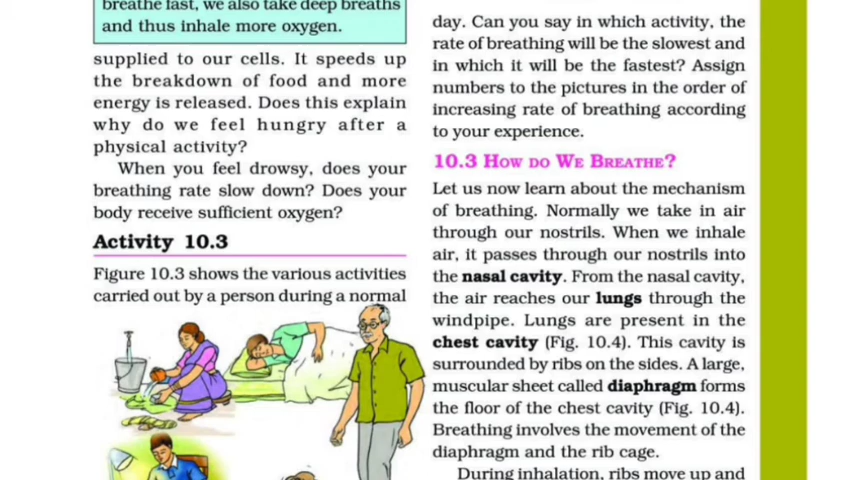 breathe fast, we also take deep breaths
and thus inhale more oxygen.
supplied to our cells. It speeds up
the breakdown of food and more
energy is released. Does this explain
why do we feel hungry after a
physical activity?
When you feel drowsy, does your
breathing rate slow down? Does your
body receive sufficient oxygen?
Activity 10.3
Figure 10.3 shows the various activities
carried out by a person during a normal
day. Can you say in which activity, the
rate of breathing will be the slowest and
in which it will be the fastest? Assign
numbers to the pictures in the order of
increasing rate of breathing according
to your experience.
10.3 HOW DO WE BREATHE?
Let us now learn about the mechanism
of breathing. Normally we take in air
through our nostrils. When we inhale
air, it passes through our nostrils into
the nasal cavity. From the nasal cavity,
the air reaches our lungs through the
windpipe. Lungs are present in the
chest cavity (Fig. 10.4). This cavity is
surrounded by ribs on the sides. A large,
muscular sheet called diaphragm forms
the floor of the chest cavity (Fig. 10.4).
Breathing involves the movement of the
diaphragm and the rib cage.
During inhalation, ribs move up and